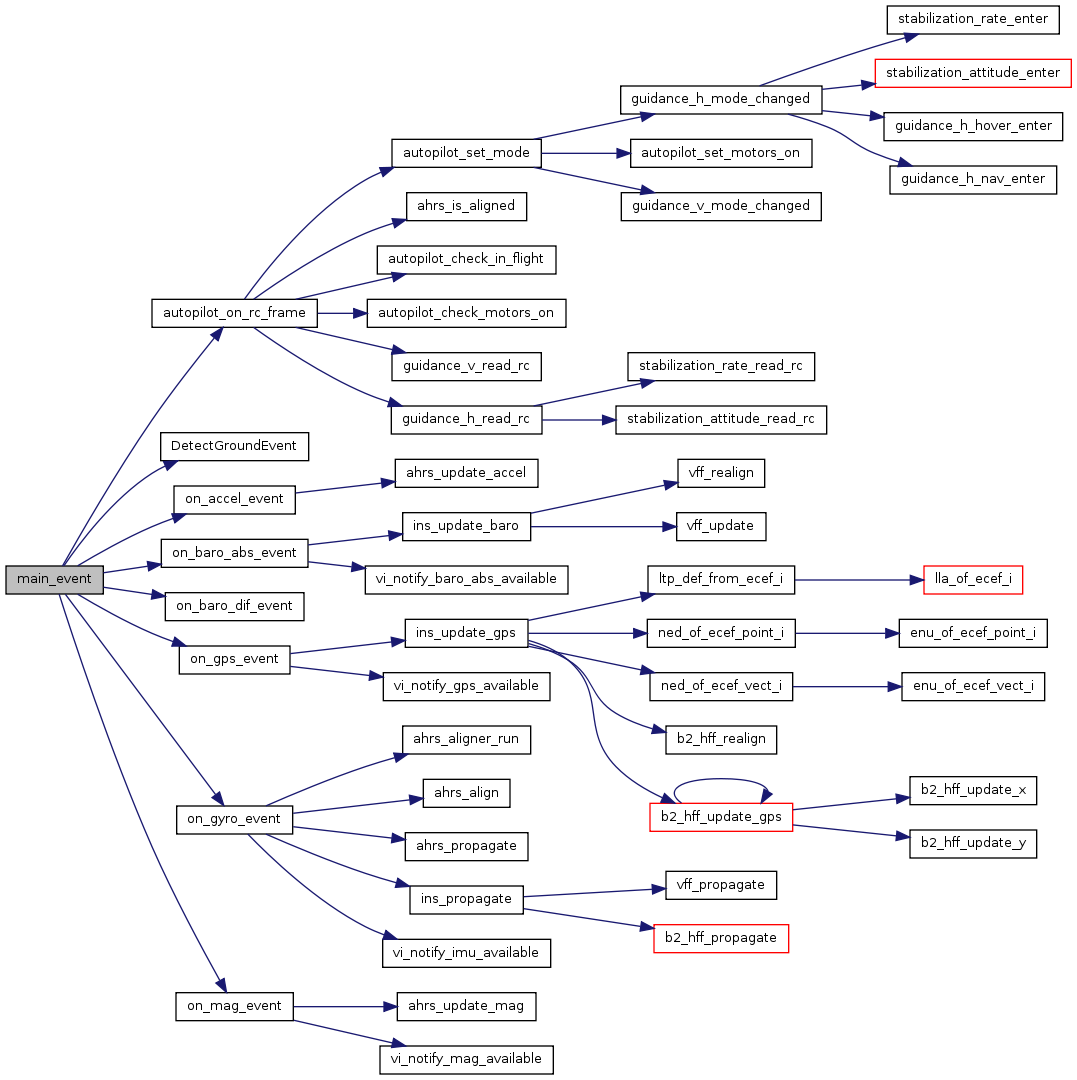 stabilization_rate_enter
stabilization_attitude_enter
guidance_h_mode_changed
guidance_h_hover_enter
autopilot_set_mode
autopilot_set_motors_on
guidance_h_nav_enter
ahrs_is_aligned
guidance_v_mode_changed
autopilot_check_in_flight
autopilot_on_rc_frame
autopilot_check_motors_on
guidance_v_read_rc
stabilization_rate_read_rc
guidance_h_read_rc
stabilization_attitude_read_rc
DetectGroundEvent
ahrs_update_accel
vff_realign
on_accel_event
ins_update_baro
vff_update
on_baro_abs_event
main_event
vi_notify_baro_abs_available
ltp_def_from_ecef_i
lla_of_ecef_i
on_baro_dif_event
ins_update_gps
ned_of_ecef_point_i
enu_of_ecef_point_i
on_gps_event
vi_notify_gps_available
ned_of_ecef_vect_i
enu_of_ecef_vect_i
ahrs_aligner_run
b2_hff_realign
ahrs_align
b2_hff_update_x
on_gyro_event
b2_hff_update_gps
ahrs_propagate
b2_hff_update_y
ins_propagate
vff_propagate
vi_notify_imu_available
b2_hff_propagate
on_mag_event
ahrs_update_mag
vi_notify_mag_available